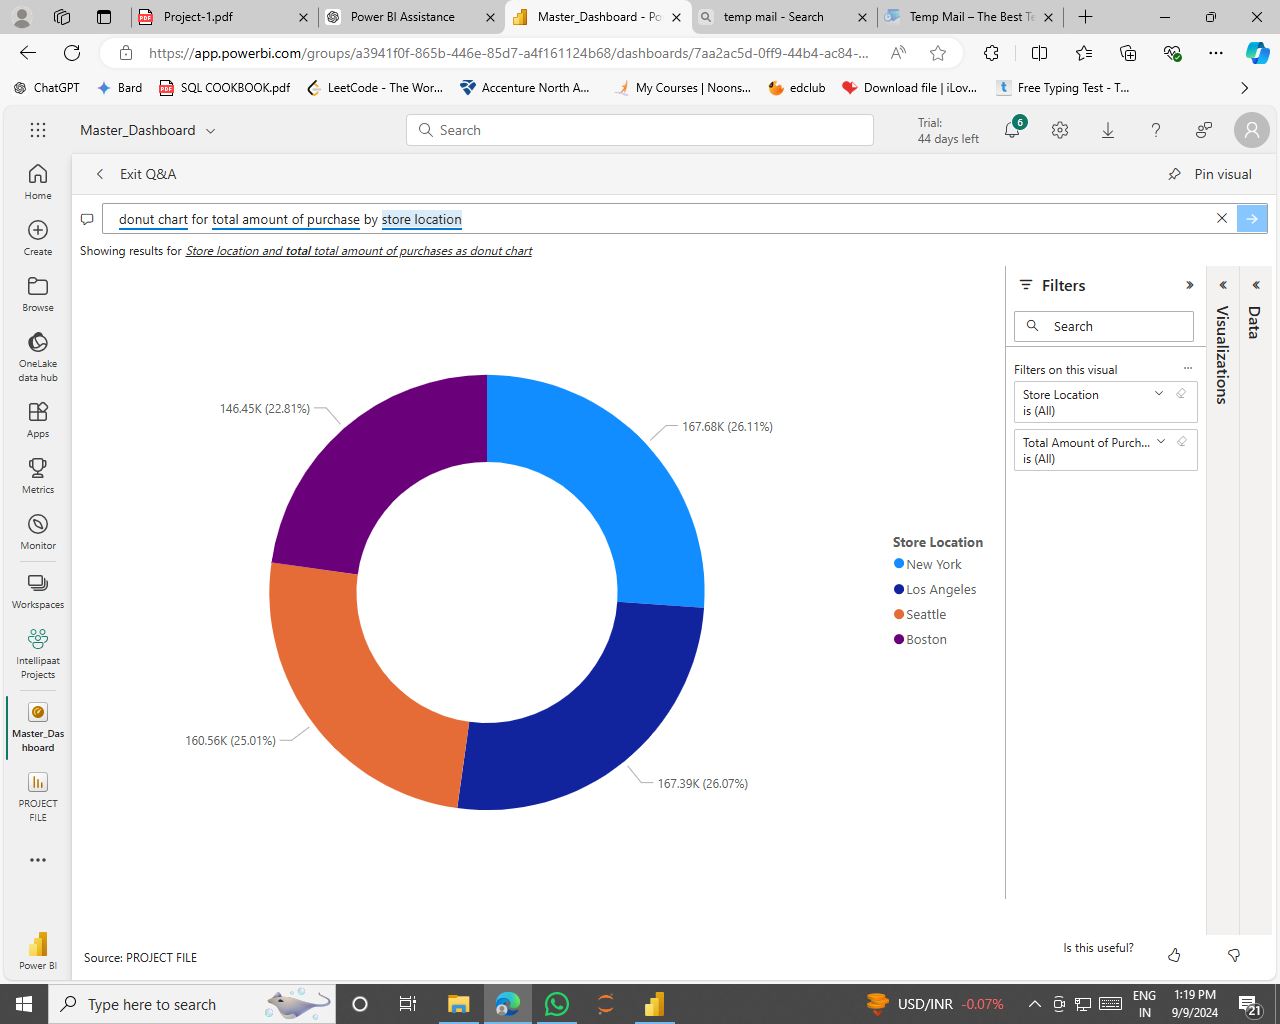 Project-1.pdf
Power BI Assistance
Master_Dashboard - Po
temp mail - Search
Temp Mail – The Best Te
https://app.powerbi.com/groups/a3941f0f-865b-446e-85d7-a4f161124b68/dashboards/7aa2ac5d-0ff9-44b4-ac84-...
ChatGPT
Bard
SQL COOKBOOK.pdf
LeetCode - The Wor...
Accenture North A...
My Courses | Noons...
edclub
Download file | iLov...
Free Typing Test - T...
Master_Dashboard
Search
Trial:
44 days left
6
Home
Create
Browse
OneLake
data hub
Apps
Metrics
Monitor
Workspaces
Intellipaat
Projects
Master_Das
hboard
PROJECT
FILE
Power BI
Exit Q&A
Pin visual
donut chart for total amount of purchase by store location
Showing results for Store location and total total amount of purchases as donut chart
146.45K (22.81%)
167.68K (26.11%)
160.56K (25.01%)
167.39K (26.07%)
Store Location
New York
Los Angeles
Seattle
Boston
Filters
Search
Filters on this visual
Store Location
is (All)
Total Amount of Purch...
is (All)
Visualizations
Data
Source: PROJECT FILE
Is this useful?
Type here to search
USD/INR -0.07%
ENG
IN
1:19 PM
9/9/2024
21